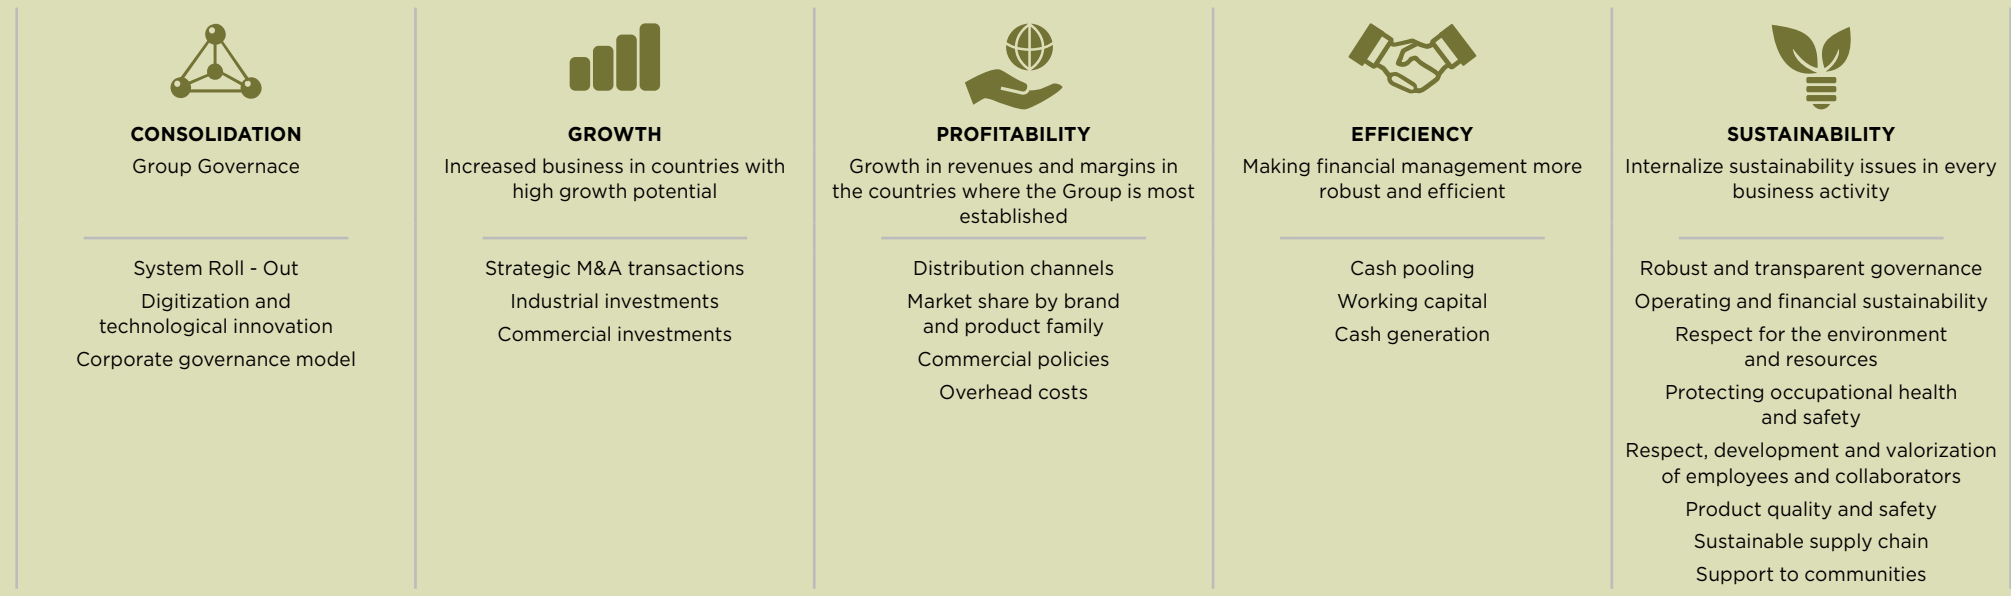 CONSOLIDATION
Group Governace
System Roll - Out
Digitization and
technological innovation
Corporate governance model
GROWTH
Increased business in countries with
high growth potential
Strategic M&A transactions
Industrial investments
Commercial investments
PROFITABILITY
Growth in revenues and margins in
the countries where the Group is most
established
Distribution channels
Market share by brand
and product family
Commercial policies
Overhead costs
EFFICIENCY
Making financial management more
robust and efficient
Cash pooling
Working capital
Cash generation
SUSTAINABILITY
Internalize sustainability issues in every
business activity
Robust and transparent governance
Operating and financial sustainability
Respect for the environment
and resources
Protecting occupational health
and safety
Respect, development and valorization
of employees and collaborators
Product quality and safety
Sustainable supply chain
Support to communities